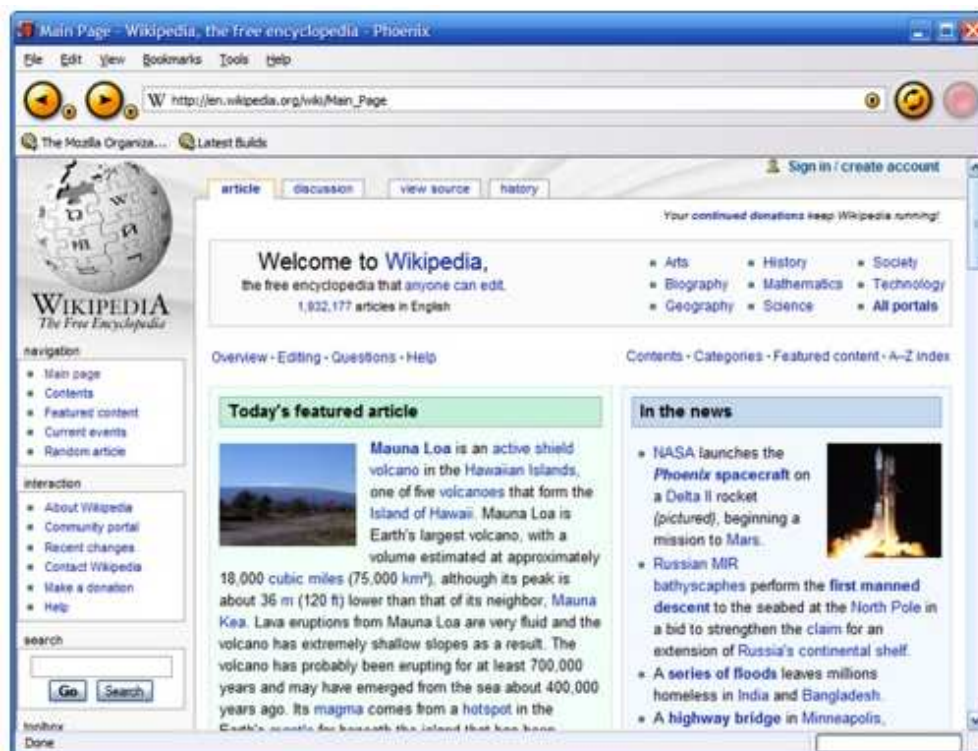 Main Page - Wikipedia, the free encyclopedia - Phoenix
File Edit View Bookmarks Tools Help
W http://en.wikipedia.org/wiki/Main_Page
The Mozilla Organiza... Latest Builds
Sign in / create account
article discussion view source history
Your continued donations keep Wikipedia running!
WIKIPEDIA
The Free Encyclopedia
Welcome to Wikipedia,
the free encyclopedia that anyone can edit.
1,932,177 articles in English
Arts History Society
Biography Mathematics Technology
Geography Science All portals
navigation
Main page
Contents
Featured content
Current events
Random article
interaction
About Wikipedia
Community portal
Recent changes
Contact Wikipedia
Make a donation
Help
search
Go Search
toolbox
Overview · Editing · Questions · Help
Contents · Categories · Featured content · A–Z index
Today's featured article
Mauna Loa is an active shield
volcano in the Hawaiian Islands,
one of five volcanoes that form the
Island of Hawaii. Mauna Loa is
Earth's largest volcano, with a
volume estimated at approximately
18,000 cubic miles (75,000 km³), although its peak is
about 36 m (120 ft) lower than that of its neighbor, Mauna
Kea. Lava eruptions from Mauna Loa are very fluid and the
volcano has extremely shallow slopes as a result. The
volcano has probably been erupting for at least 700,000
years and may have emerged from the sea about 400,000
years ago. Its magma comes from a hotspot in the
Earth's mantle far beneath the island that has been
In the news
NASA launches the
Phoenix spacecraft on
a Delta II rocket
(pictured), beginning a
mission to Mars.
Russian MIR
bathyscaphes perform the first manned
descent to the seabed at the North Pole in
a bid to strengthen the claim for an
extension of Russia's continental shelf.
A series of floods leaves millions
homeless in India and Bangladesh.
A highway bridge in Minneapolis,
Done